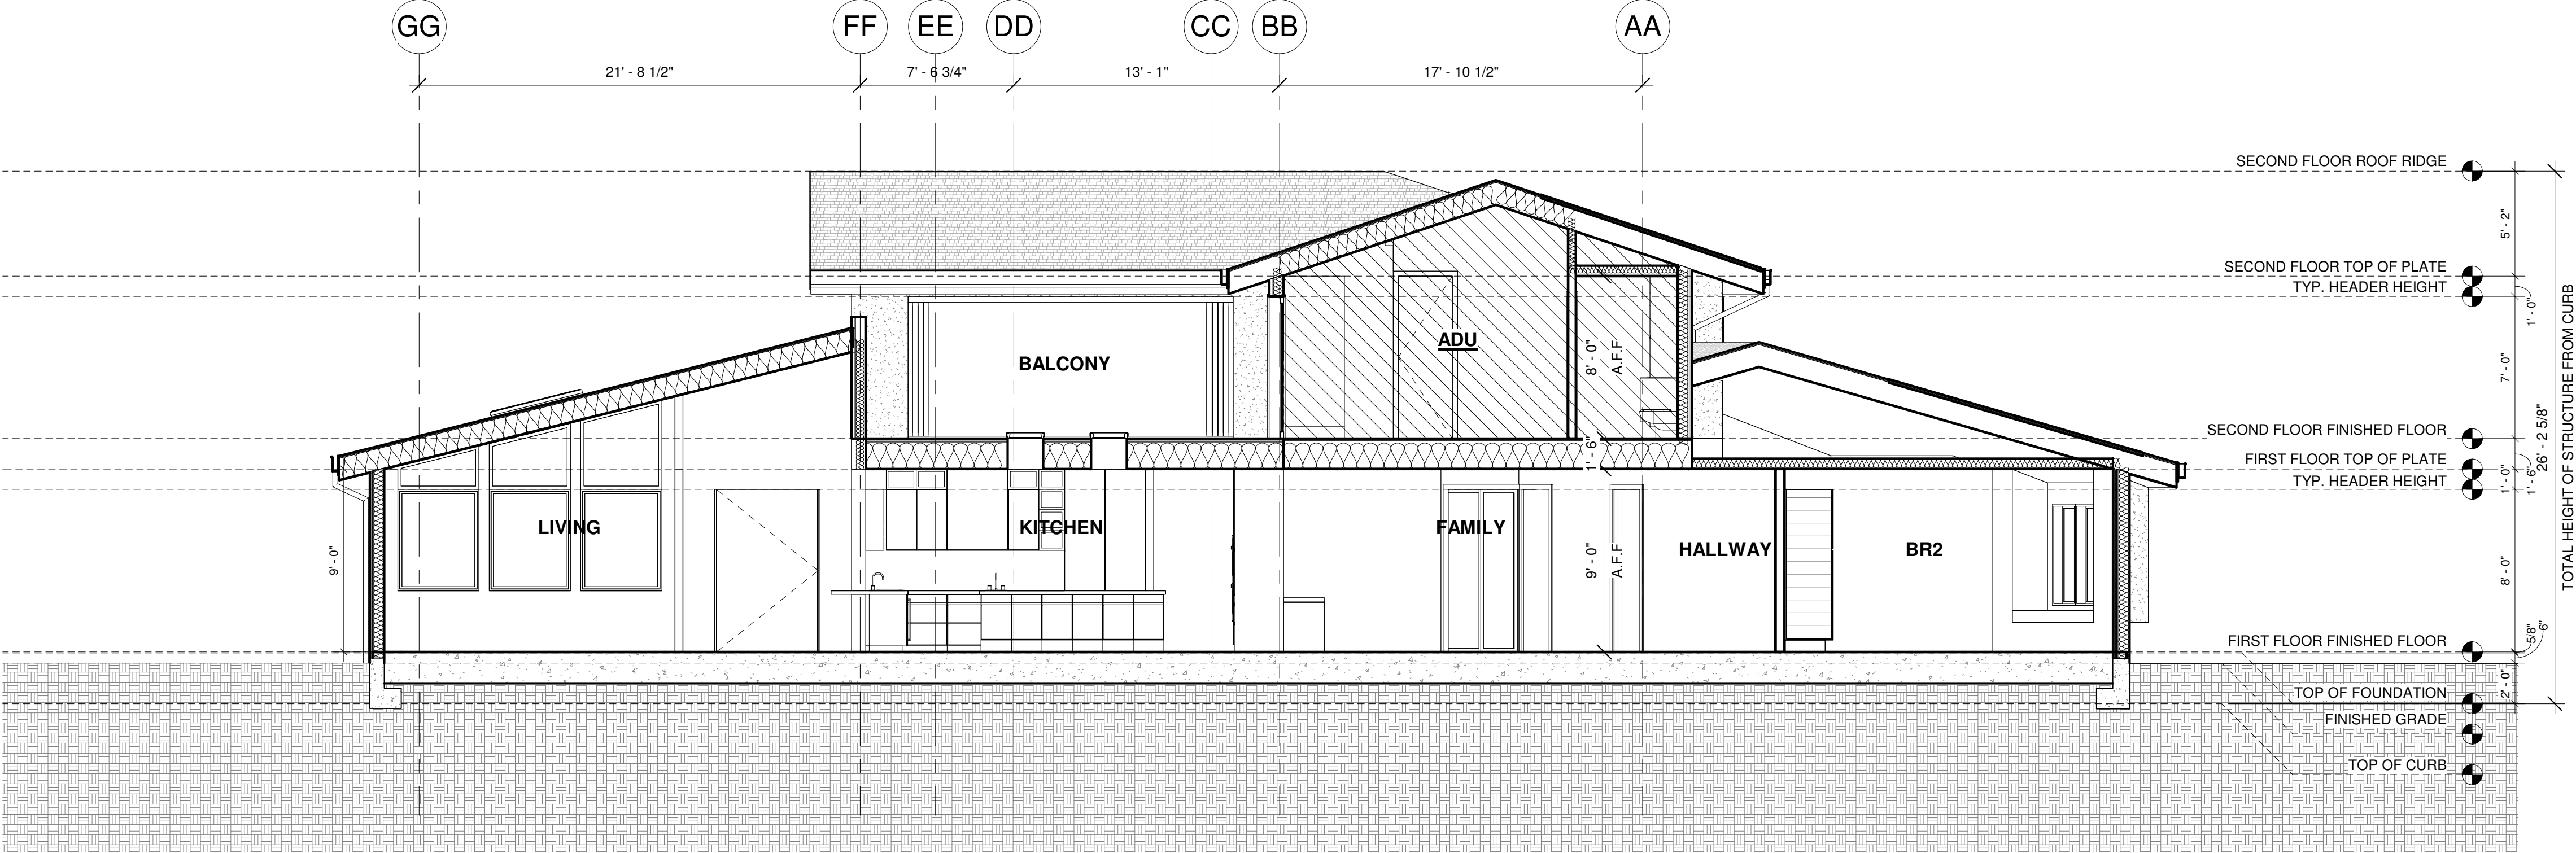 GG
FF
EE
DD
CC
BB
AA
21' - 8 1/2"
7' - 6 3/4"
13' - 1"
17' - 10 1/2"
SECOND FLOOR ROOF RIDGE
5' - 2"
SECOND FLOOR TOP OF PLATE
TYP. HEADER HEIGHT
1' - 0"
TOTAL HEIGHT OF STRUCTURE FROM CURB
26' - 2 5/8"
7' - 0"
ADU
BALCONY
8' - 0"
A.F.F
SECOND FLOOR FINISHED FLOOR
1' - 6"
FIRST FLOOR TOP OF PLATE
1' - 0"
1' - 6"
TYP. HEADER HEIGHT
LIVING
KITCHEN
FAMILY
HALLWAY
BR2
9' - 0"
9' - 0"
A.F.F
8' - 0"
FIRST FLOOR FINISHED FLOOR
5/8"
6"
2' - 0"
TOP OF FOUNDATION
FINISHED GRADE
TOP OF CURB